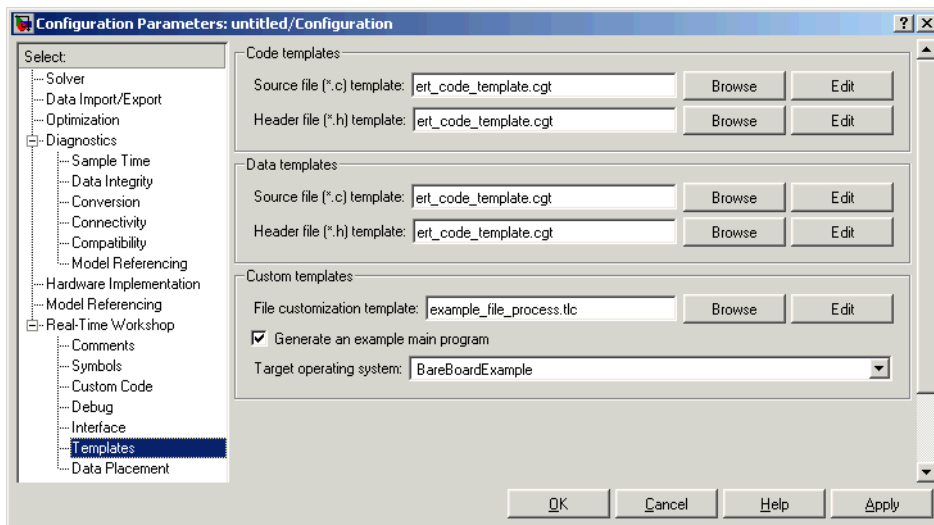 Configuration Parameters: untitled/Configuration
Select:
Solver
Data Import/Export
Optimization
Diagnostics
Sample Time
Data Integrity
Conversion
Connectivity
Compatibility
Model Referencing
Hardware Implementation
Model Referencing
Real-Time Workshop
Comments
Symbols
Custom Code
Debug
Interface
Templates
Data Placement
Code templates
Source file (*.c) template: ert_code_template.cgt Browse Edit
Header file (*.h) template: ert_code_template.cgt Browse Edit
Data templates
Source file (*.c) template: ert_code_template.cgt Browse Edit
Header file (*.h) template: ert_code_template.cgt Browse Edit
Custom templates
File customization template: example_file_process.tlc Browse Edit
Generate an example main program
Target operating system: BareBoardExample
OK Cancel Help Apply